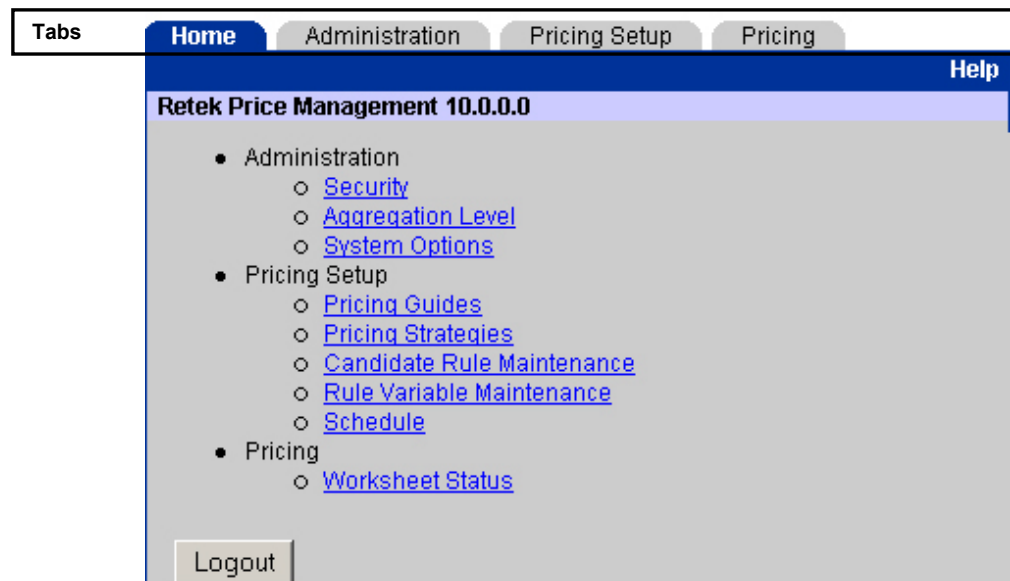 Tabs Home Administration Pricing Setup Pricing
Help
Retek Price Management 10.0.0.0
Administration
Security
Aggregation Level
System Options
Pricing Setup
Pricing Guides
Pricing Strategies
Candidate Rule Maintenance
Rule Variable Maintenance
Schedule
Pricing
Worksheet Status
Logout